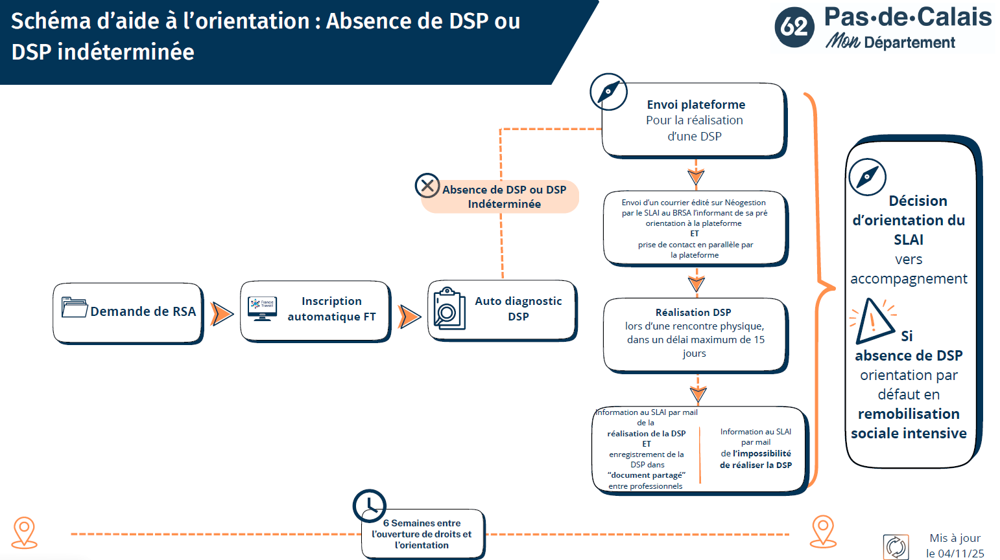 Schéma d’aide à l’orientation : Absence de DSP ou
DSP indéterminée
62
Pas•de•Calais
Mon Département
Envoi plateforme
Pour la réalisation
d’une DSP
Absence de DSP ou DSP
Indéterminée
Envoi d’un courrier édité sur Néogestion
par le SLAI au BRSA l’informant de sa pré
orientation à la plateforme
ET
prise de contact en parallèle par
la plateforme
Demande de RSA
France
Travail
Inscription
automatique FT
Auto diagnostic
DSP
Réalisation DSP
lors d’une rencontre physique,
dans un délai maximum de 15
jours
Information au SLAI par mail
de la
réalisation de la DSP
ET
enregistrement de la
DSP dans
“document partagé”
entre professionnels
Information au SLAI
par mail
de l’impossibilité
de réaliser la DSP
Décision
d’orientation du
SLAI
vers
accompagnement
Si
absence de DSP
orientation par
défaut en
remobilisation
sociale intensive
6 Semaines entre
l’ouverture de droits et
l’orientation
Mis à jour
le 04/11/25